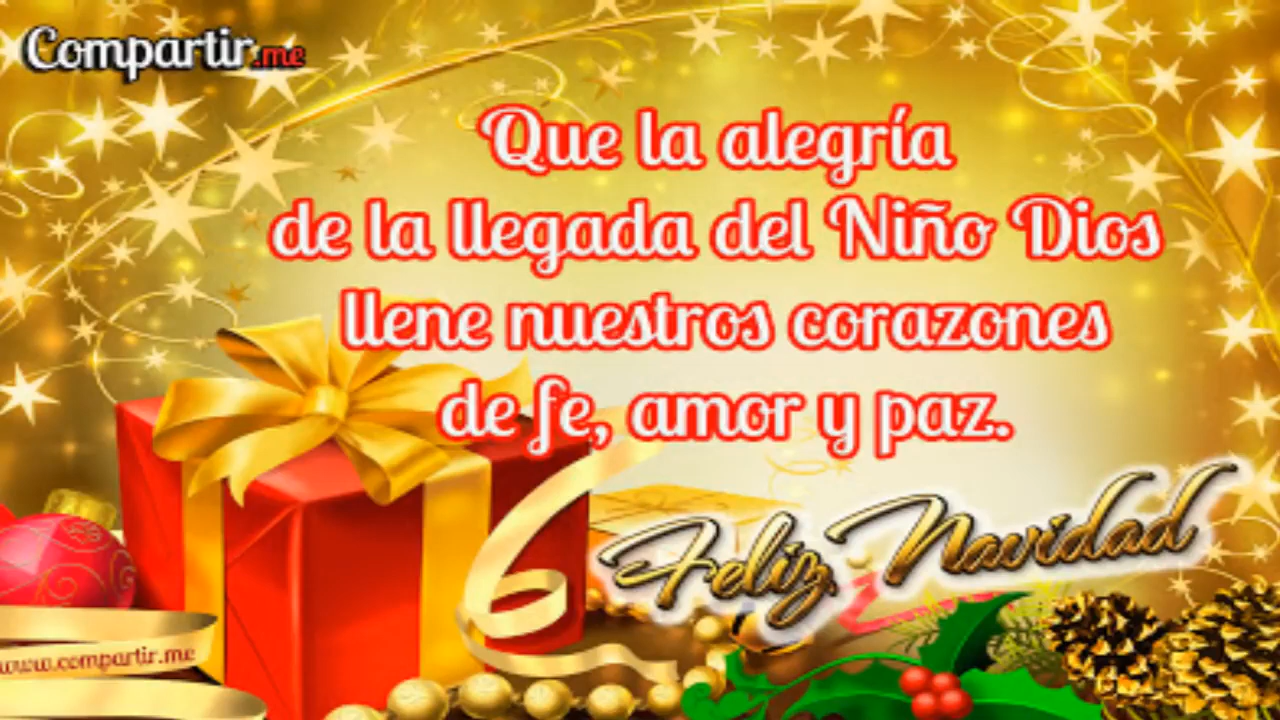 Compartir.me
Que la alegría
de la llegada del Niño Dios
llene nuestros corazones
de fe, amor y paz.
Feliz Navidad
www.compartir.me